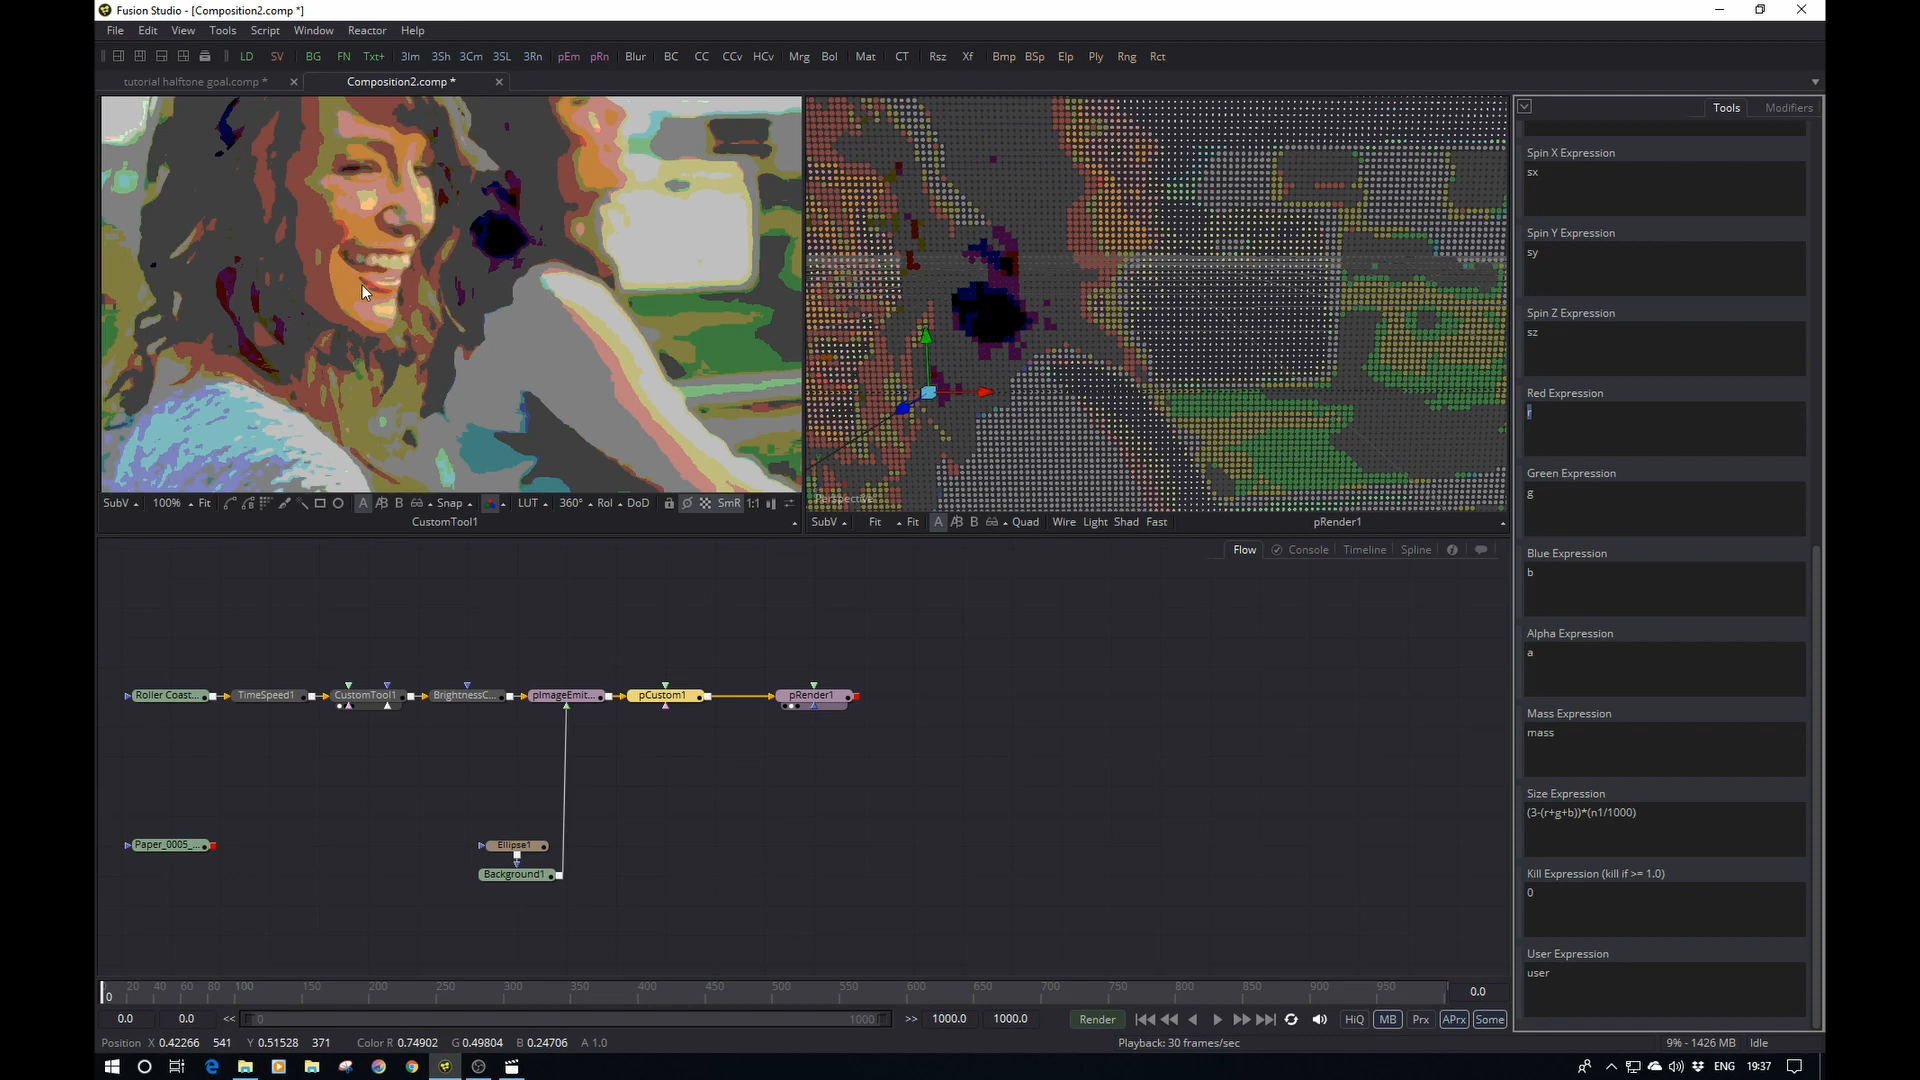 Fusion Studio - [Composition2.comp *]
File Edit View Tools Script Window Reactor Help
LD SV BG FN Txt+ 3Im 3Sh 3Cm 3SL 3Rn pEm pRn Blur BC CC CCv HCv Mrg Bol Mat CT Rsz Xf Bmp BSp Elp Ply Rng Rct
tutorial halftone goal.comp * Composition2.comp *
Tools Modifiers
Spin X Expression
sx
Spin Y Expression
sy
Spin Z Expression
sz
Red Expression
r
Green Expression
g
Blue Expression
b
Alpha Expression
a
Mass Expression
mass
Size Expression
(3-(r+g+b))*(n1/1000)
Kill Expression (kill if >= 1.0)
0
User Expression
user
Perspective
SubV 100% Fit A B Snap LUT 360° RoI DoD SmR 1:1
CustomTool1
SubV Fit Fit A B Quad Wire Light Shad Fast pRender1
Flow Console Timeline Spline
Roller Coast... TimeSpeed1 CustomTool1 BrightnessC... pImageEmit... pCustom1 pRender1
Paper_0005_... Ellipse1
Background1
0 20 40 60 80 100 150 200 250 300 350 400 450 500 550 600 650 700 750 800 850 900 950 0.0
0.0 0.0 << 0 1000 >> 1000.0 1000.0 Render HiQ MB Prx APrx Some
Position X 0.42266 541 Y 0.51528 371 Color R 0.74902 G 0.49804 B 0.24706 A 1.0 Playback: 30 frames/sec 9% - 1426 MB Idle
ENG 19:37